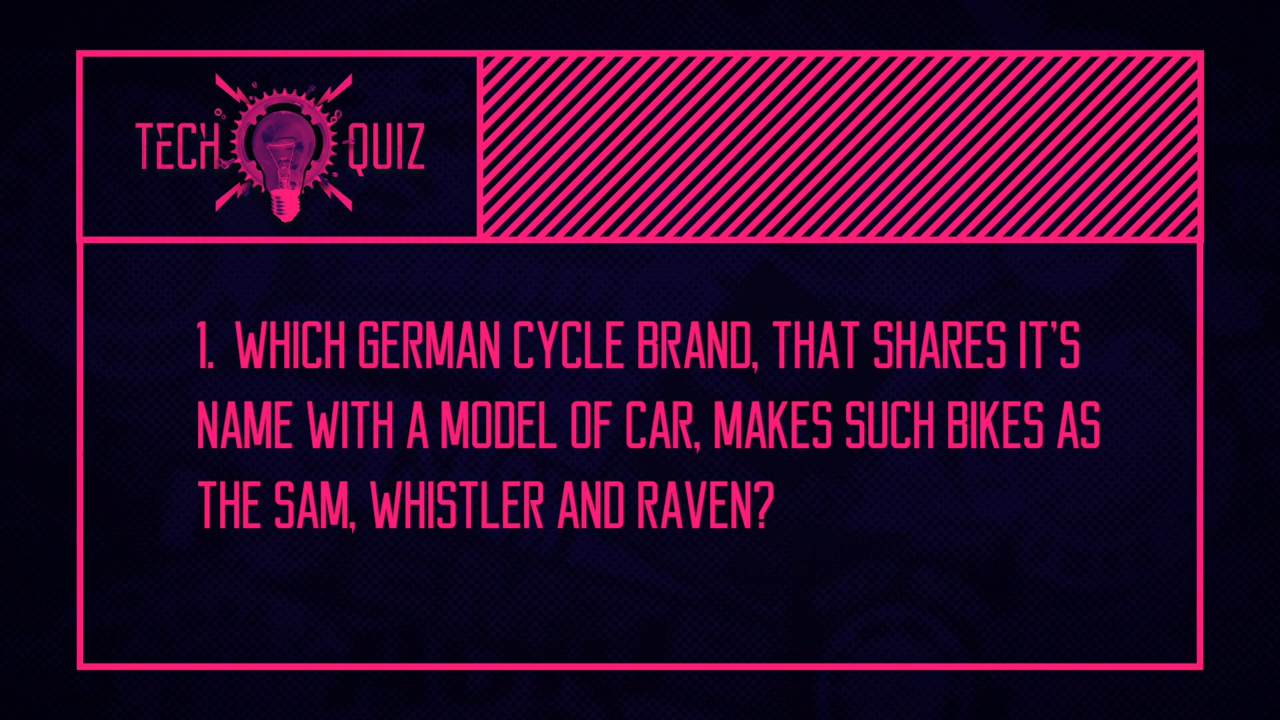 TECH QUIZ
1. WHICH GERMAN CYCLE BRAND, THAT SHARES IT'S
NAME WITH A MODEL OF CAR, MAKES SUCH BIKES AS
THE SAM, WHISTLER AND RAVEN?